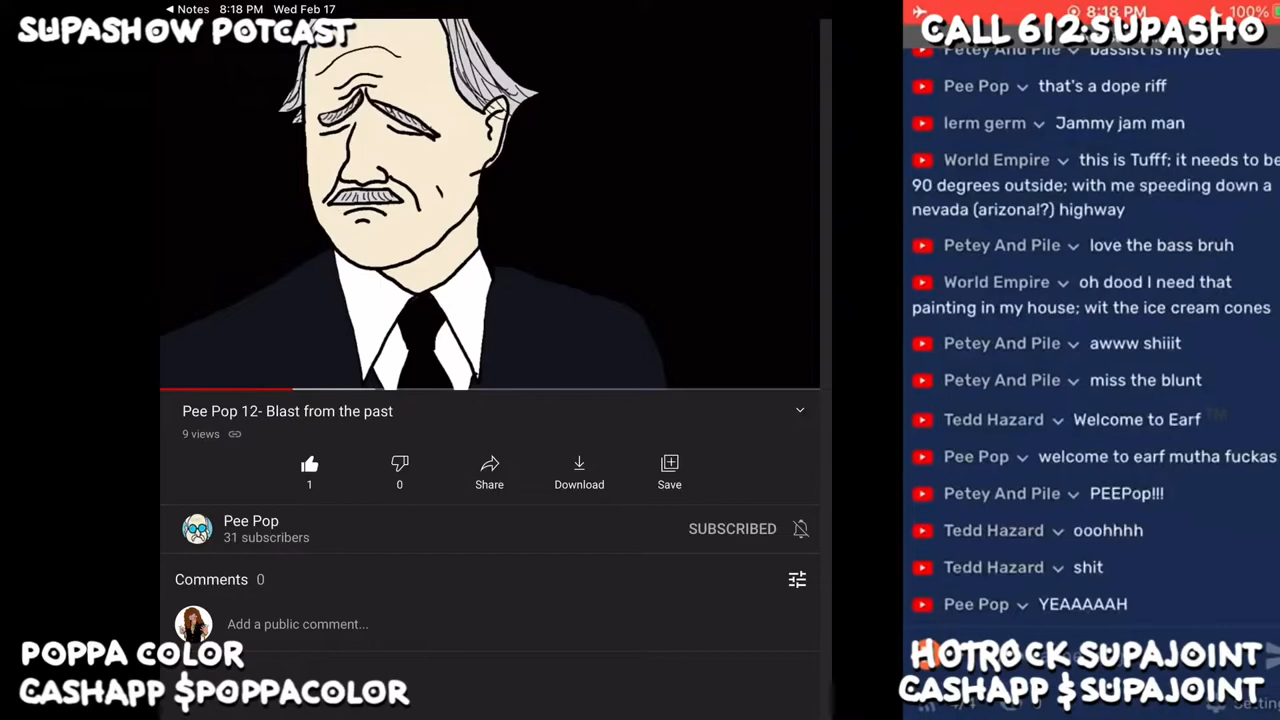 Notes 8:18 PM Wed Feb 17
SUPASHOW POTCAST
Pee Pop 12- Blast from the past
9 views
1
0
Share
Download
Save
Pee Pop
31 subscribers
SUBSCRIBED
Comments 0
Add a public comment...
POPPA COLOR
CASHAPP $POPPACOLOR
8:18 PM
100%
CALL 612:SUPASHO
Petey And Pile bassist is my bet
Pee Pop that's a dope riff
lerm germ Jammy jam man
World Empire this is Tufff; it needs to be
90 degrees outside; with me speeding down a
nevada (arizona!?) highway
Petey And Pile love the bass bruh
World Empire oh dood I need that
painting in my house; wit the ice cream cones
Petey And Pile awww shiiit
Petey And Pile miss the blunt
Tedd Hazard Welcome to Earf
Pee Pop welcome to earf mutha fuckas
Petey And Pile PEEPop!!!
Tedd Hazard ooohhhh
Tedd Hazard shit
Pee Pop YEAAAAAH
HOTROCK SUPAJOINT
CASHAPP $SUPAJOINT